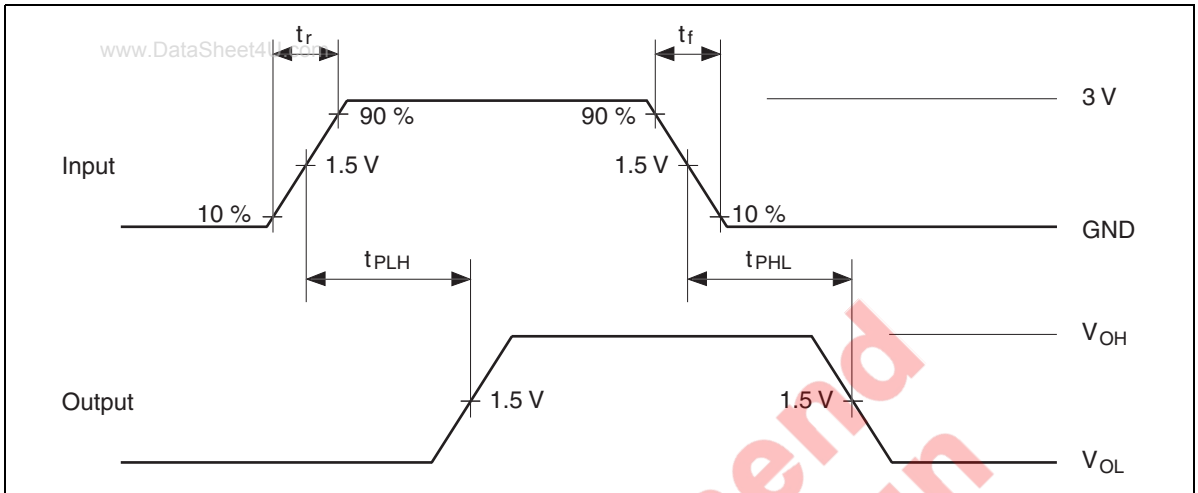 www.DataSheet4U.com
tr
tf
3 V
90 %
90 %
Input
1.5 V
1.5 V
10 %
10 %
GND
tPLH
tPHL
VOH
Output
1.5 V
1.5 V
VOL